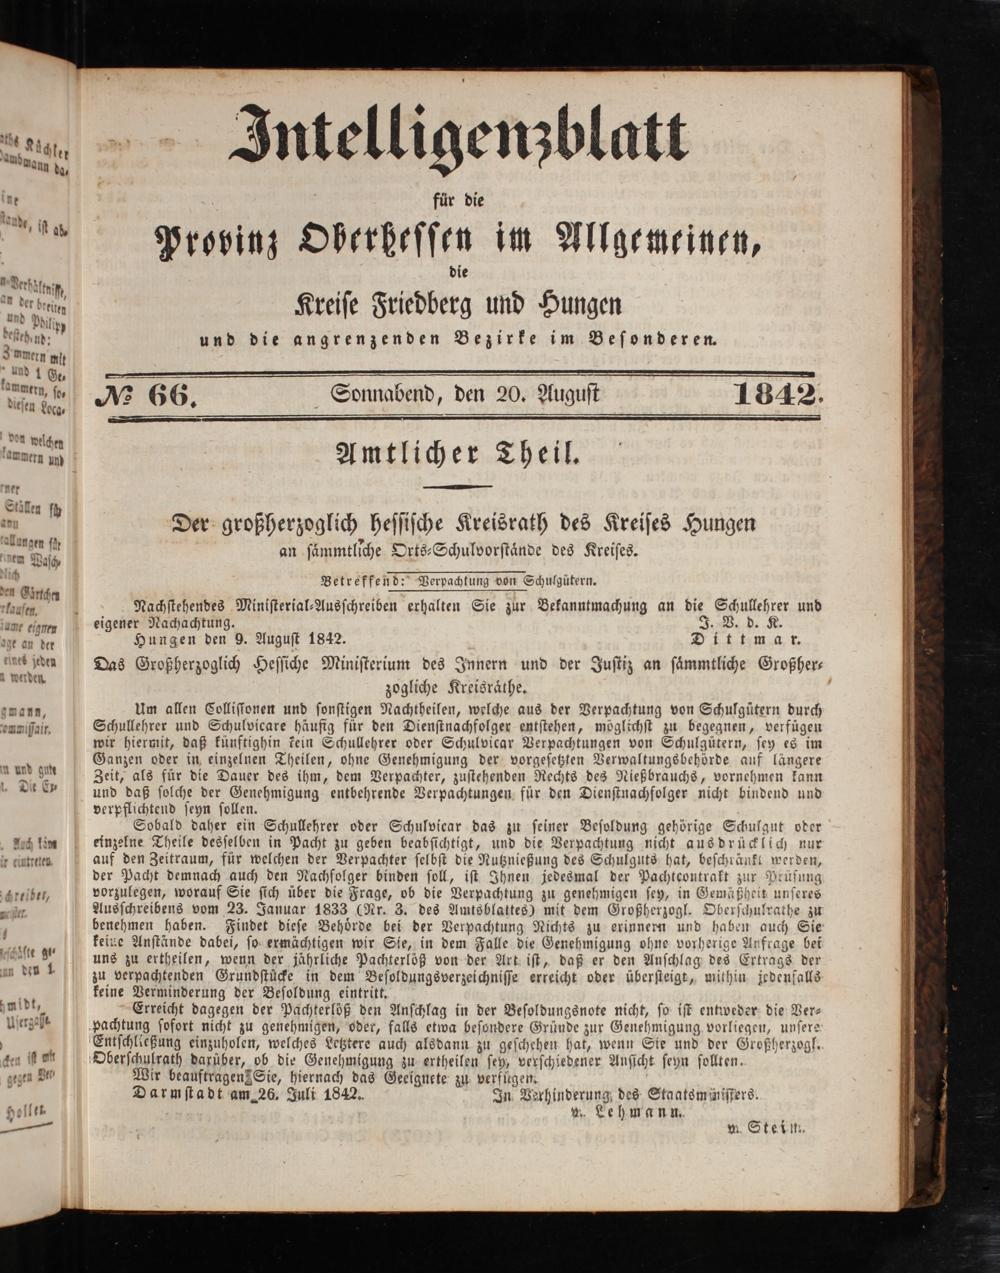 Intelligenzblatt
für die
Provinz Oberhessen im Allgemeinen,
die
Kreise Friedberg und Hungen
und die angrenzenden Bezirke im Besonderen.
№ 66. Sonnabend, den 20. August 1842.
Amtlicher Theil.
Der großherzoglich hessische Kreisrath des Kreises Hungen
an sämmtliche Orts-Schulvorstände des Kreises.
Betreffend: Verpachtung von Schulgütern.
Nachstehendes Ministerial-Ausschreiben erhalten Sie zur Bekanntmachung an die Schullehrer und
eigener Nachachtung. J. V. d. K.
Hungen den 9. August 1842. Dittmar.
Das Großherzoglich Hessiche Ministerium des Innern und der Justiz an sämmtliche Großher-
zogliche Kreisräthe.
Um allen Collisionen und sonstigen Nachtheilen, welche aus der Verpachtung von Schulgütern durch
Schullehrer und Schulvicare häufig für den Dienstnachfolger entstehen, möglichst zu begegnen, verfügen
wir hiermit, daß künftighin kein Schullehrer oder Schulvicar Verpachtungen von Schulgütern, sey es im
Ganzen oder in einzelnen Theilen, ohne Genehmigung der vorgesetzten Verwaltungsbehörde auf längere
Zeit, als für die Dauer des ihm, dem Verpachter, zustehenden Rechts des Nießbrauchs, vornehmen kann
und daß solche der Genehmigung entbehrende Verpachtungen für den Dienstnachfolger nicht bindend und
verpflichtend seyn sollen.
Sobald daher ein Schullehrer oder Schulvicar das zu seiner Besoldung gehörige Schulgut oder
einzelne Theile desselben in Pacht zu geben beabsichtigt, und die Verpachtung nicht ausdrücklich nur
auf den Zeitraum, für welchen der Verpachter selbst die Nutznießung des Schulguts hat, beschränkt werden,
der Pacht demnach auch den Nachfolger binden soll, ist Ihnen jedesmal der Pachtcontrakt zur Prüfung
vorzulegen, worauf Sie sich über die Frage, ob die Verpachtung zu genehmigen sey, in Gemäßheit unseres
Ausschreibens vom 23. Januar 1833 (Nr. 3. des Amtsblattes) mit dem Großherzogl. Oberschulrathe zu
benehmen haben. Findet diese Behörde bei der Verpachtung Nichts zu erinnern und haben auch Sie
keine Anstände dabei, so ermächtigen wir Sie, in dem Falle die Genehmigung ohne vorherige Anfrage bei
uns zu ertheilen, wenn der jährliche Pachterlöß von der Art ist, daß er den Anschlag des Ertrags der
zu verpachtenden Grundstücke in dem Besoldungsverzeichnisse erreicht oder übersteigt, mithin jedenfalls
keine Verminderung der Besoldung eintritt.
Erreicht dagegen der Pachterlöß den Anschlag in der Besoldungsnote nicht, so ist entweder die Ver-
pachtung sofort nicht zu genehmigen, oder, falls etwa besondere Gründe zur Genehmigung vorliegen, unsere
Entschließung einzuholen, welches Letztere auch alsdann zu geschehen hat, wenn Sie und der Großherzogl.
Oberschulrath darüber, ob die Genehmigung zu ertheilen sey, verschiedener Ansicht seyn sollten.
Wir beauftragen Sie, hiernach das Geeignete zu verfügen.
Darmstadt am 26. Juli 1842. In Verhinderung des Staatsministers.
v. Lehmann.
v. Stein.